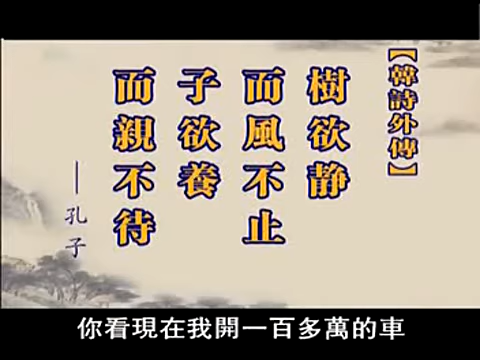 【韓詩外傳】
樹欲静
而風不止
子欲養
而親不待
—孔子
你看現在我開一百多萬的車